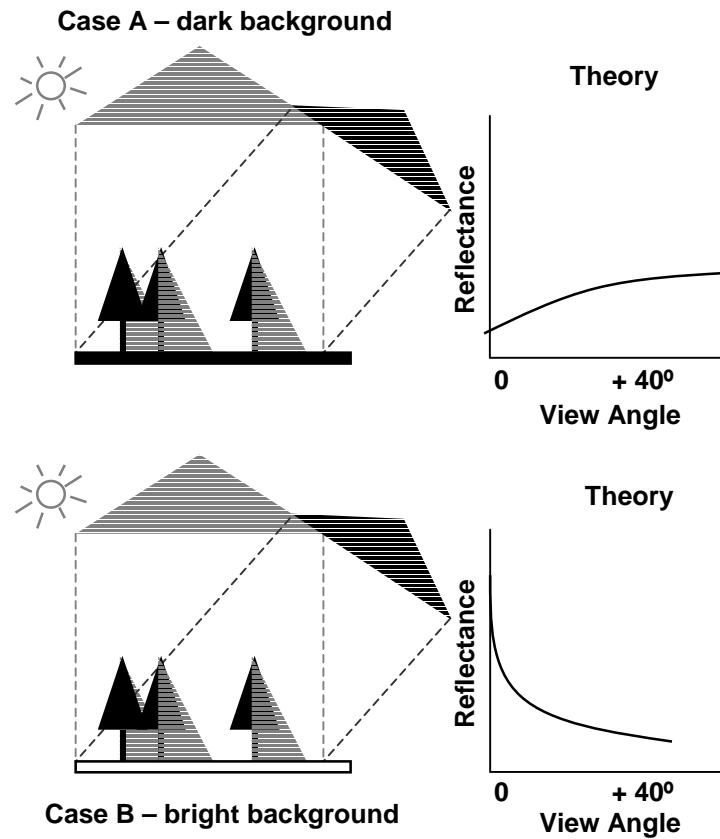 Case A – dark background
Theory
Reflectance
0 + 40º
View Angle
Theory
Reflectance
0 + 40º
View Angle
Case B – bright background